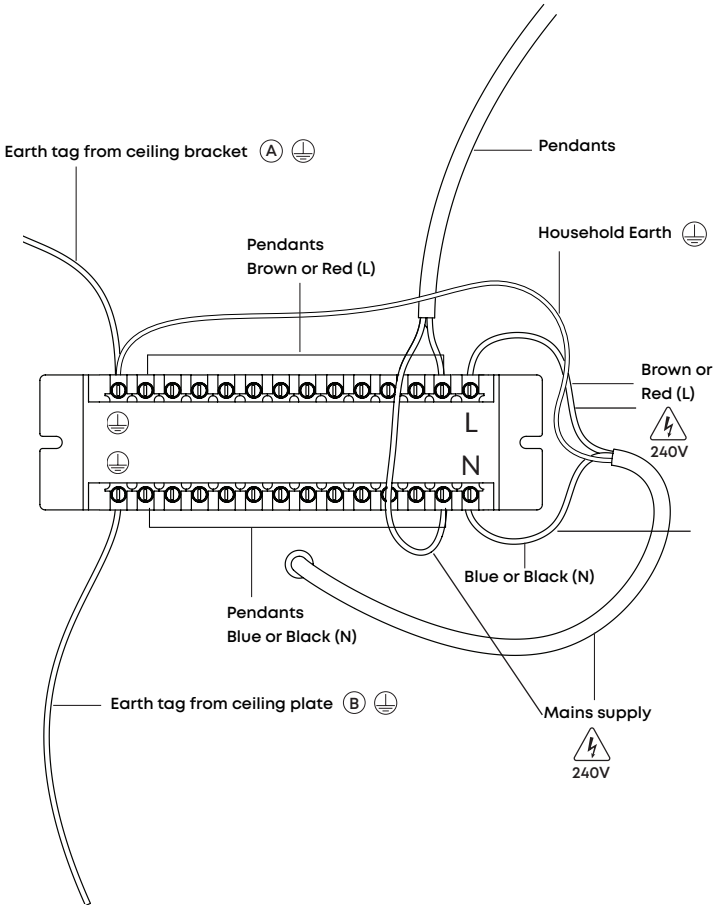 Pendants
Earth tag from ceiling bracket A
Household Earth
Pendants
Brown or Red (L)
Brown or
Red (L)
240V
L
N
Blue or Black (N)
Pendants
Blue or Black (N)
Earth tag from ceiling plate B
Mains supply
240V